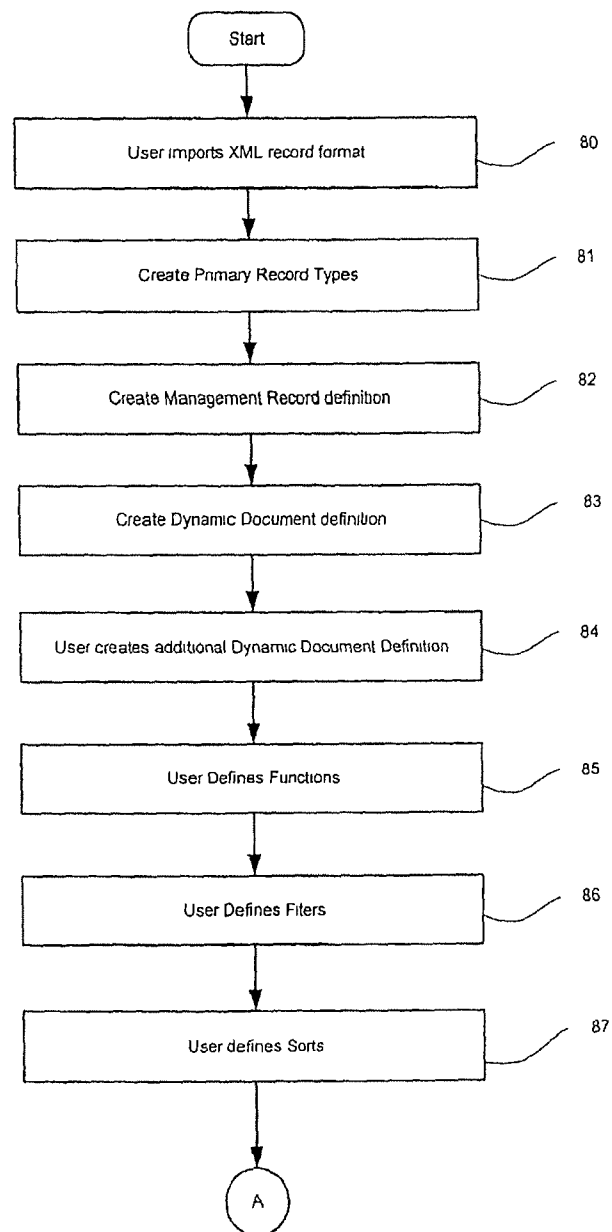 Start
User imports XML record format
80
Create Primary Record Types
81
Create Management Record definition
82
Create Dynamic Document definition
83
User creates additional Dynamic Document Definition
84
User Defines Functions
85
User Defines Filters
86
User defines Sorts
87
A